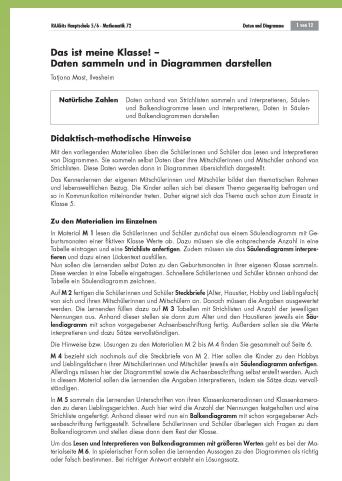 RAAbits Hauptschule 5/6 · Mathematik 72 Daten und Diagramme 1 von 12
Das ist meine Klasse! –
Daten sammeln und in Diagrammen darstellen
Tatjana Mast, Ilvesheim
Natürliche Zahlen Daten anhand von Strichlisten sammeln und interpretieren, Säulen-
und Balkendiagramme lesen und interpretieren, Daten in Säulen-
und Balkendiagrammen darstellen
Didaktisch-methodische Hinweise
Mit den vorliegenden Materialien üben die Schülerinnen und Schüler das Lesen und Interpretieren
von Diagrammen. Sie sammeln selbst Daten über ihre Mitschülerinnen und Mitschüler anhand von
Strichlisten. Diese Daten werden dann in Diagrammen übersichtlich dargestellt.
Das Kennenlernen der eigenen Mitschülerinnen und Mitschüler bildet den thematischen Rahmen
und lebensweltlichen Bezug. Die Kinder sollen sich bei diesem Thema gegenseitig befragen und
so in Kommunikation miteinander treten. Daher eignet sich das Thema auch schon zum Einsatz in
Klasse 5.
Zu den Materialien im Einzelnen
In Material M 1 lesen die Schülerinnen und Schüler zunächst aus einem Säulendiagramm mit Ge-
burtsmonaten einer fiktiven Klasse Werte ab. Dazu müssen sie die entsprechende Anzahl in eine
Tabelle eintragen und eine Strichliste anfertigen. Zudem müssen sie das Säulendiagramm interpre-
tieren und dazu einen Lückentext ausfüllen.
Nun sollen die Lernenden selbst Daten zu den Geburtsmonaten in ihrer eigenen Klasse sammeln.
Diese werden in eine Tabelle eingetragen. Schnellere Schülerinnen und Schüler können anhand der
Tabelle ein Säulendiagramm zeichnen.
Auf M 2 fertigen die Schülerinnen und Schüler Steckbriefe (Alter, Haustier, Hobby und Lieblingsfach)
von sich und ihren Mitschülerinnen und Mitschülern an. Danach müssen die Angaben ausgewertet
werden. Die Lernenden füllen dazu auf M 3 Tabellen mit Strichlisten und Anzahl der jeweiligen
Nennungen aus. Anhand dieser stellen sie dann zum Alter und den Haustieren jeweils ein Säu-
lendiagramm mit schon vorgegebener Achsenbeschriftung fertig. Außerdem sollen sie die Werte
interpretieren und dazu Sätze vervollständigen.
Die Hinweise bzw. Lösungen zu den Materialien M 2 bis M 4 finden Sie gesammelt auf Seite 6.
M 4 bezieht sich nochmals auf die Steckbriefe von M 2. Hier sollen die Kinder zu den Hobbys
und Lieblingsfächern ihrer Mitschülerinnen und Mitschüler jeweils ein Säulendiagramm anfertigen.
Allerdings müssen hier der Diagrammtitel sowie die Achsenbeschriftung selbst erstellt werden. Auch
in diesem Material sollen die Lernenden die Angaben interpretieren, indem sie Sätze dazu vervoll-
ständigen.
In M 5 sammeln die Lernenden Unterschriften von ihren Klassenkameradinnen und Klassenkamera-
den zu deren Lieblingsgerichten. Auch hier wird die Anzahl der Nennungen festgehalten und eine
Strichliste angefertigt. Anhand dieser wird nun ein Balkendiagramm mit schon vorgegebener Ach-
senbeschriftung fertiggestellt. Schnellere Schülerinnen und Schüler überlegen sich Fragen zu dem
Balkendiagramm und stellen diese dann dem Rest der Klasse.
Um das Lesen und Interpretieren von Balkendiagrammen mit größeren Werten geht es bei der Ma-
terialseite M 6. In spielerischer Form sollen die Lernenden Aussagen zu den Diagrammen als richtig
oder falsch bestimmen. Bei richtiger Antwort entsteht ein Lösungssatz.